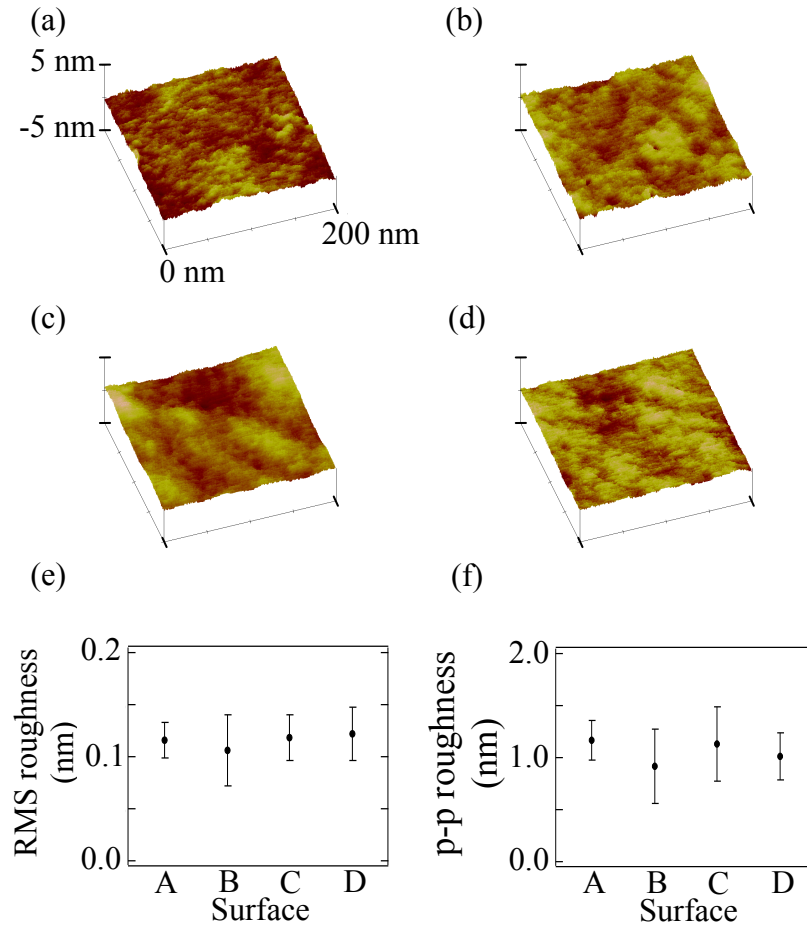 (a)
(b)
5 nm
-5 nm
200 nm
0 nm
(c)
(d)
(e)
(f)
RMS roughness
(nm)
0.2
0.1
0.0
A B C D
Surface
p-p roughness
(nm)
2.0
1.0
0.0
A B C D
Surface